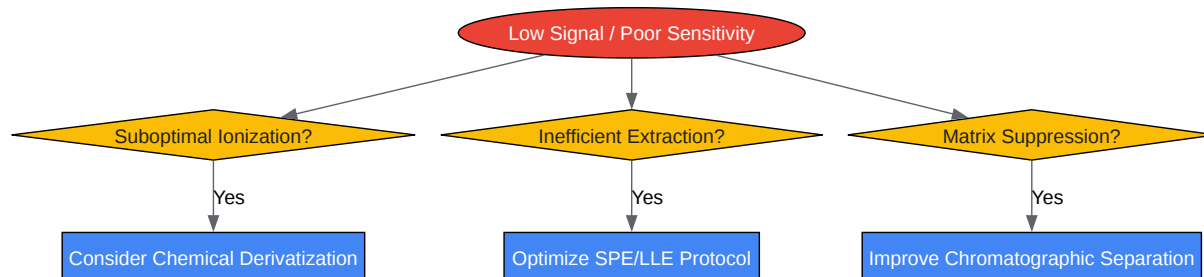 Low Signal / Poor Sensitivity
Suboptimal Ionization?
Inefficient Extraction?
Matrix Suppression?
Yes
Yes
Yes
Consider Chemical Derivatization
Optimize SPE/LLE Protocol
Improve Chromatographic Separation